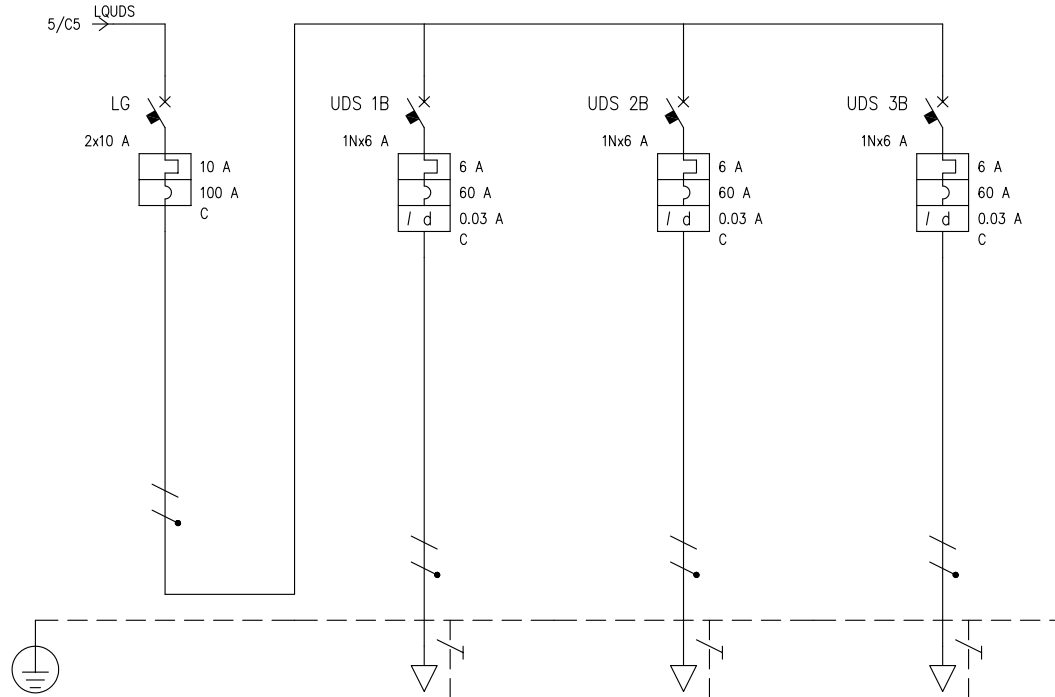 LQUDS
5/C5
LG
2x10 A
10 A
100 A
C
UDS 1B
1Nx6 A
6 A
60 A
I d
0.03 A
C
UDS 2B
1Nx6 A
6 A
60 A
I d
0.03 A
C
UDS 3B
1Nx6 A
6 A
60 A
I d
0.03 A
C